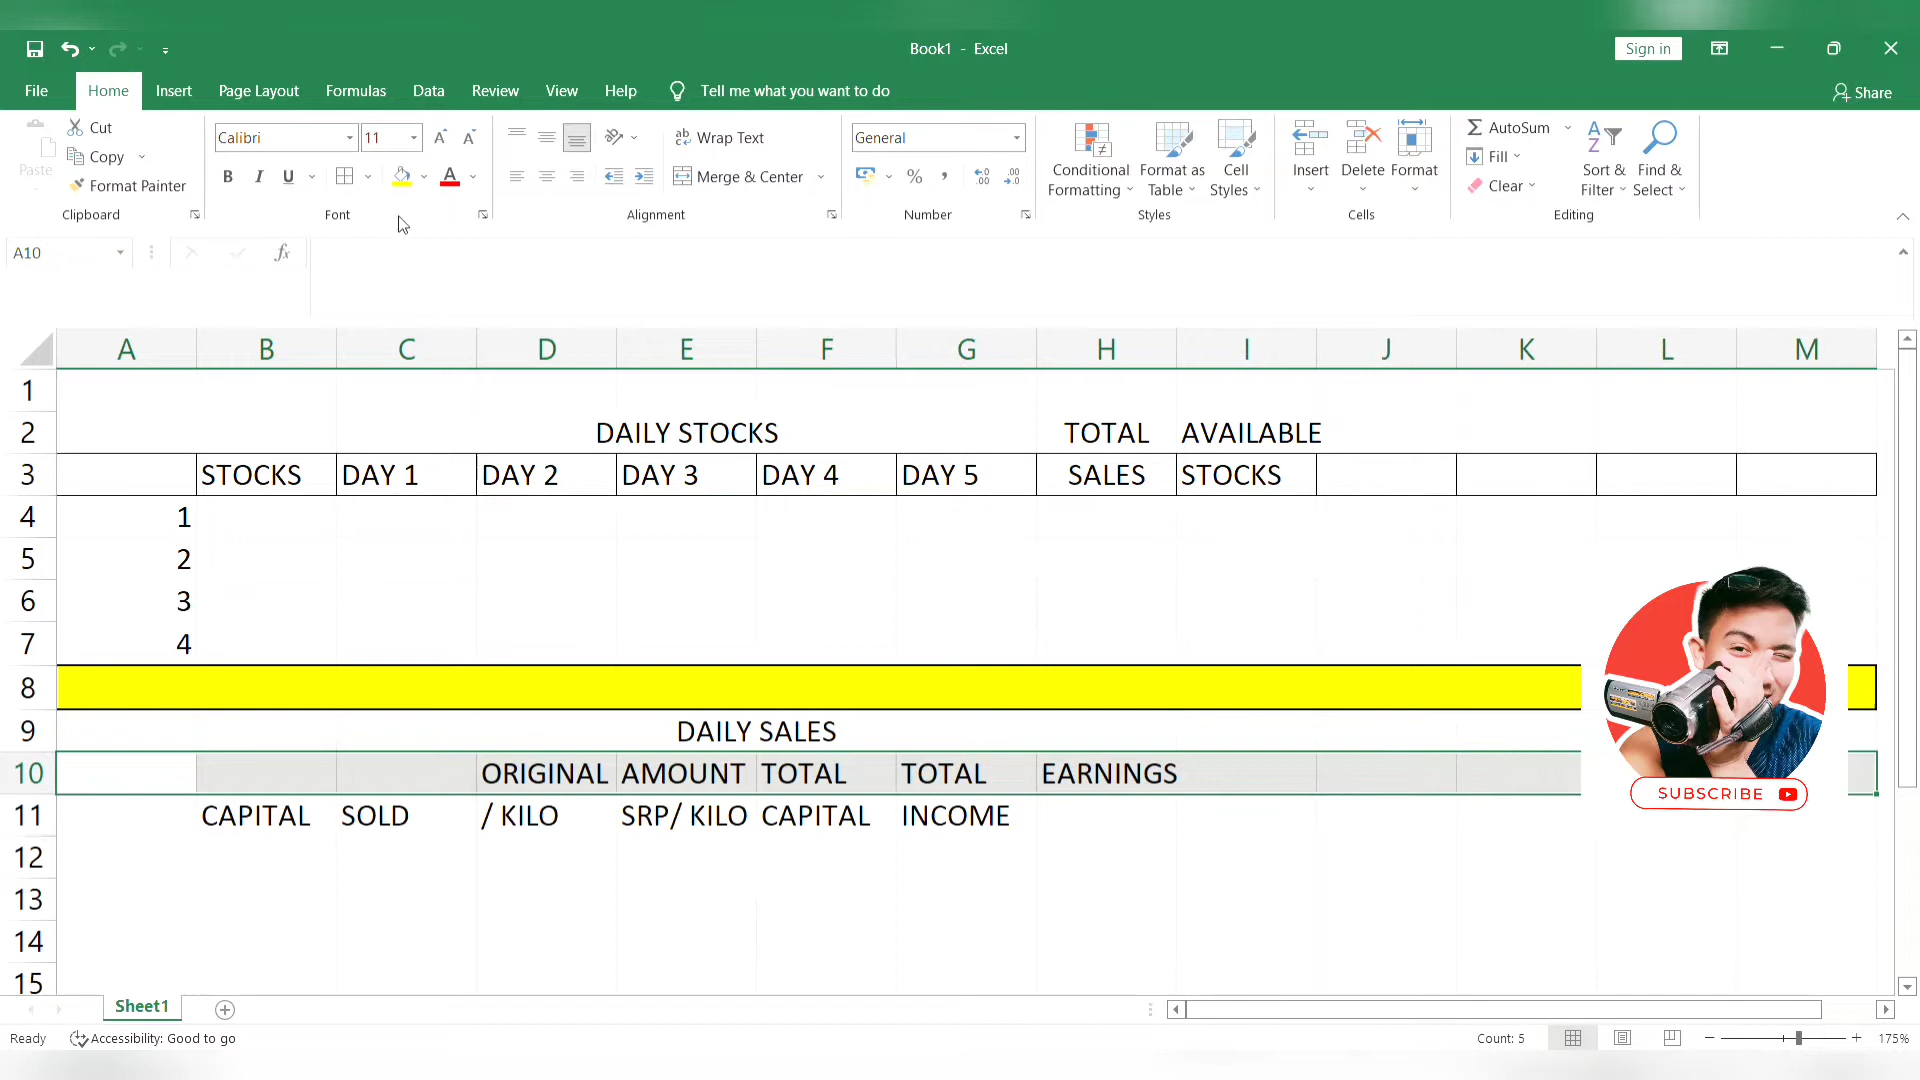 Book1 - Excel
Sign in
File Home Insert Page Layout Formulas Data Review View Help Tell me what you want to do
Share
Paste
Cut
Copy
Format Painter
Clipboard
Calibri 11
A A
B I U A
Font
ab Wrap Text
Merge & Center
Alignment
General
% ,
Number
Conditional Formatting
Format as Table
Cell Styles
Styles
Insert Delete Format
Cells
AutoSum
Fill
Clear
Sort & Filter
Find & Select
Editing
A10 fx
A B C D E F G H I J K L M
1
2 DAILY STOCKS TOTAL AVAILABLE
3 STOCKS DAY 1 DAY 2 DAY 3 DAY 4 DAY 5 SALES STOCKS
4 1
5 2
6 3
7 4
8
9 DAILY SALES
10 ORIGINAL AMOUNT TOTAL TOTAL EARNINGS
11 CAPITAL SOLD / KILO SRP/ KILO CAPITAL INCOME
12
13
14
15
SUBSCRIBE
Sheet1
Ready Accessibility: Good to go Count: 5 175%